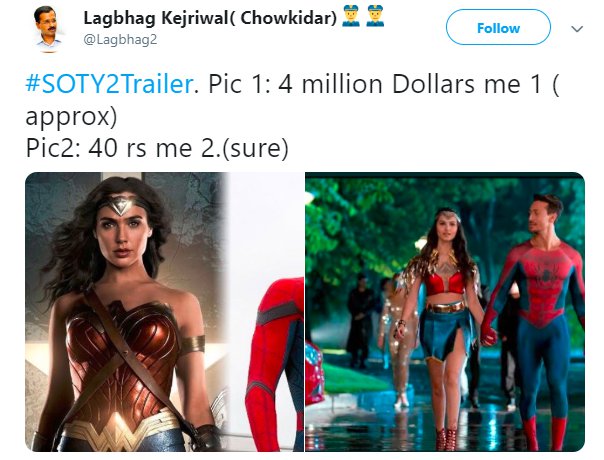 Lagbhag Kejriwal( Chowkidar) 👮👮
@Lagbhag2
Follow
#SOTY2Trailer. Pic 1: 4 million Dollars me 1 (
approx)
Pic2: 40 rs me 2.(sure)